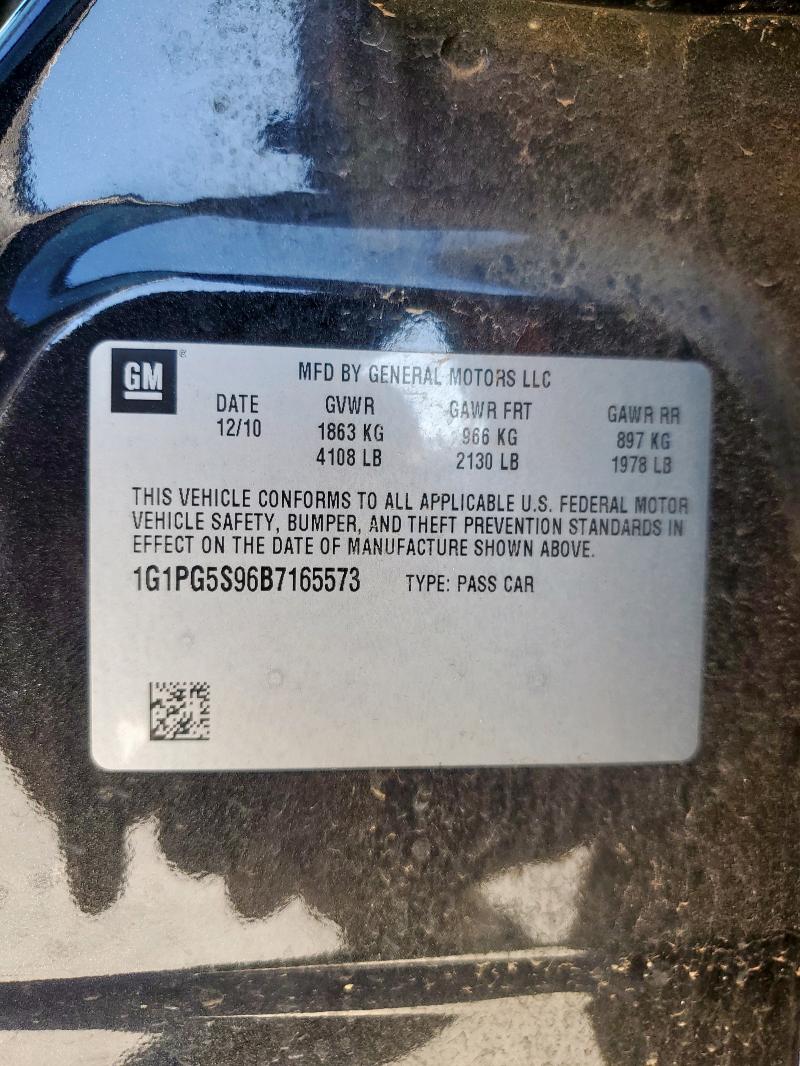 GM®
MFD BY GENERAL MOTORS LLC
DATE GVWR GAWR FRT GAWR RR
12/10 1863 KG 966 KG 897 KG
4108 LB 2130 LB 1978 LB
THIS VEHICLE CONFORMS TO ALL APPLICABLE U.S. FEDERAL MOTOR
VEHICLE SAFETY, BUMPER, AND THEFT PREVENTION STANDARDS IN
EFFECT ON THE DATE OF MANUFACTURE SHOWN ABOVE.
1G1PG5S96B7165573 TYPE: PASS CAR